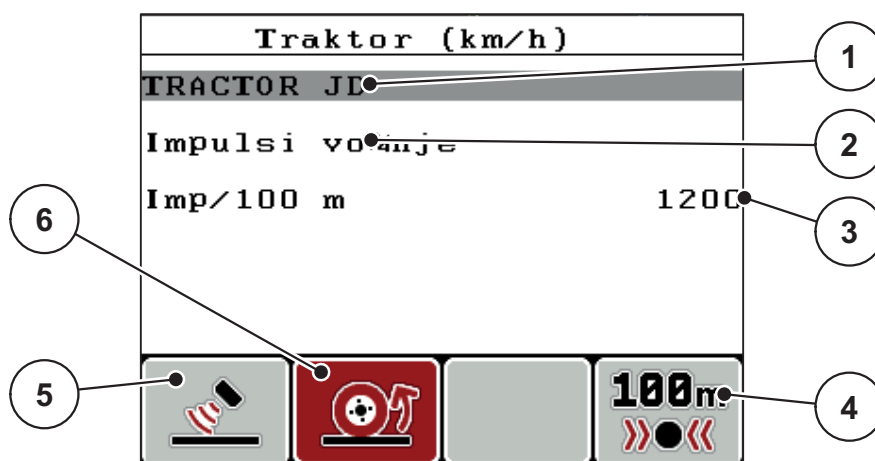 Traktor (km/h)
TRACTOR JD
Impulsi
Imp/100 m 1200
100m
1
2
3
4
5
6